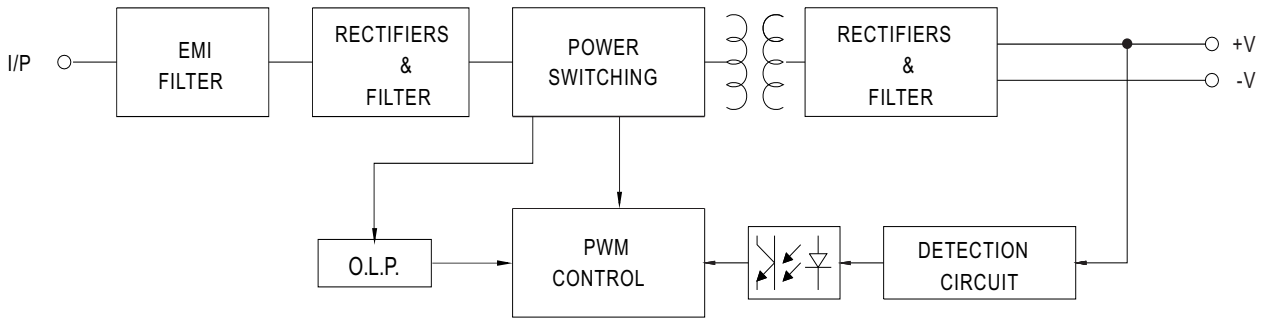 I/P
EMI
FILTER
RECTIFIERS
&
FILTER
POWER
SWITCHING
RECTIFIERS
&
FILTER
+V
-V
O.L.P.
PWM
CONTROL
DETECTION
CIRCUIT